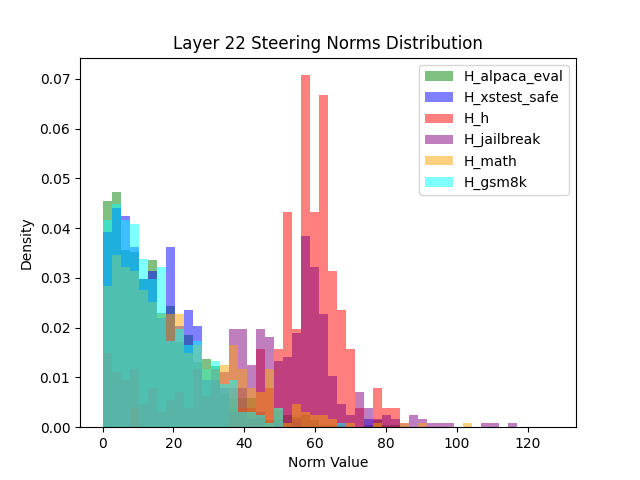 Layer 22 Steering Norms Distribution
0.07
0.06
0.05
0.04
0.03
0.02
0.01
0.00
Density
H_alpaca_eval
H_xstest_safe
H_h
H_jailbreak
H_math
H_gsm8k
0 20 40 60 80 100 120
Norm Value